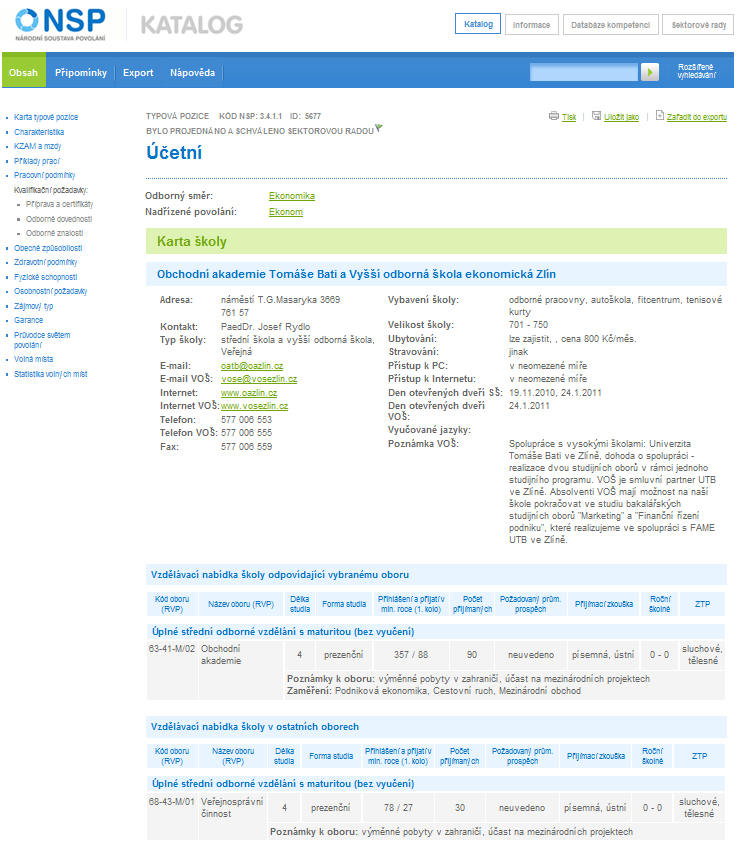 NSP
NÁRODNÍ SOUSTAVA POVOLÁNÍ
KATALOG
Katalog
Informace
Databáze kompetencí
Sektorové rady
Obsah
Připomínky
Export
Nápověda
Rozšířené
vyhledávání
Karta typové pozice
Charakteristika
KZAM a mzdy
Příklady prací
Pracovní podmínky
Kvalifikační požadavky:
Příprava a certifikáty
Odborné dovednosti
Odborné znalosti
Obecné způsobilosti
Zdravotní podmínky
Fyzické schopnosti
Osobnostní požadavky
Zájmový typ
Garance
Průvodce světem
povolání
Volná místa
Statistika volných míst
TYPOVÁ POZICE KÓD NSP: 3.4.1.1 ID: 5677
BYLO PROJEDNÁNO A SCHVÁLENO SEKTOROVOU RADOU
Tisk
Uložit jako
Zařadit do exportu
Účetní
Odborný směr: Ekonomika
Nadřízené povolání: Ekonom
Karta školy
Obchodní akademie Tomáše Bati a Vyšší odborná škola ekonomická Zlín
Adresa: náměstí T.G.Masaryka 3669
761 57
Kontakt: PaedDr. Josef Rydlo
Typ školy: střední škola a vyšší odborná škola,
Veřejná
E-mail: oatb@oazlin.cz
E-mail VOŠ: vose@vosezlin.cz
Internet: www.oazlin.cz
Internet VOŠ: www.vosezlin.cz
Telefon: 577 006 553
Telefon VOŠ: 577 006 555
Fax: 577 006 559
Vybavení školy: odborné pracovny, autoškola, fitcentrum, tenisové
kurty
Velikost školy: 701 - 750
Ubytování: lze zajistit, , cena 800 Kč/měs.
Stravování: jinak
Přístup k PC: v neomezené míře
Přístup k Internetu: v neomezené míře
Den otevřených dveří SŠ: 19.11.2010, 24.1.2011
Den otevřených dveří 24.1.2011
VOŠ:
Vyučované jazyky:
Poznámka VOŠ: Spolupráce s vysokými školami: Univerzita
Tomáše Bati ve Zlíně, dohoda o spolupráci -
realizace dvou studijních oborů v rámci jednoho
studijního programu. VOŠ je smluvní partner UTB
ve Zlíně. Absolventi VOŠ mají možnost na naší
škole pokračovat ve studiu bakalářských
studijních oborů "Marketing" a "Finanční řízení
podniku", které realizujeme ve spolupráci s FAME
UTB ve Zlíně.
Vzdělávací nabídka školy odpovídající vybranému oboru
Kód oboru (RVP) Název oboru (RVP) Délka studia Forma studia Přihlášení a přijatí v min. roce (1. kolo) Počet přijímaných Požadovaný prům. prospěch Přijímací zkouška Roční školné ZTP
Úplné střední odborné vzdělání s maturitou (bez vyučení)
63-41-M/02 Obchodní akademie 4 prezenční 357 / 88 90 neuvedeno písemná, ústní 0 - 0 sluchové, tělesné
Poznámky k oboru: výměnné pobyty v zahraničí, účast na mezinárodních projektech
Zaměření: Podniková ekonomika, Cestovní ruch, Mezinárodní obchod
Vzdělávací nabídka školy v ostatních oborech
Kód oboru (RVP) Název oboru (RVP) Délka studia Forma studia Přihlášení a přijatí v min. roce (1. kolo) Počet přijímaných Požadovaný prům. prospěch Přijímací zkouška Roční školné ZTP
Úplné střední odborné vzdělání s maturitou (bez vyučení)
68-43-M/01 Veřejnosprávní činnost 4 prezenční 78 / 27 30 neuvedeno písemná, ústní 0 - 0 sluchové, tělesné
Poznámky k oboru: výměnné pobyty v zahraničí, účast na mezinárodních projektech